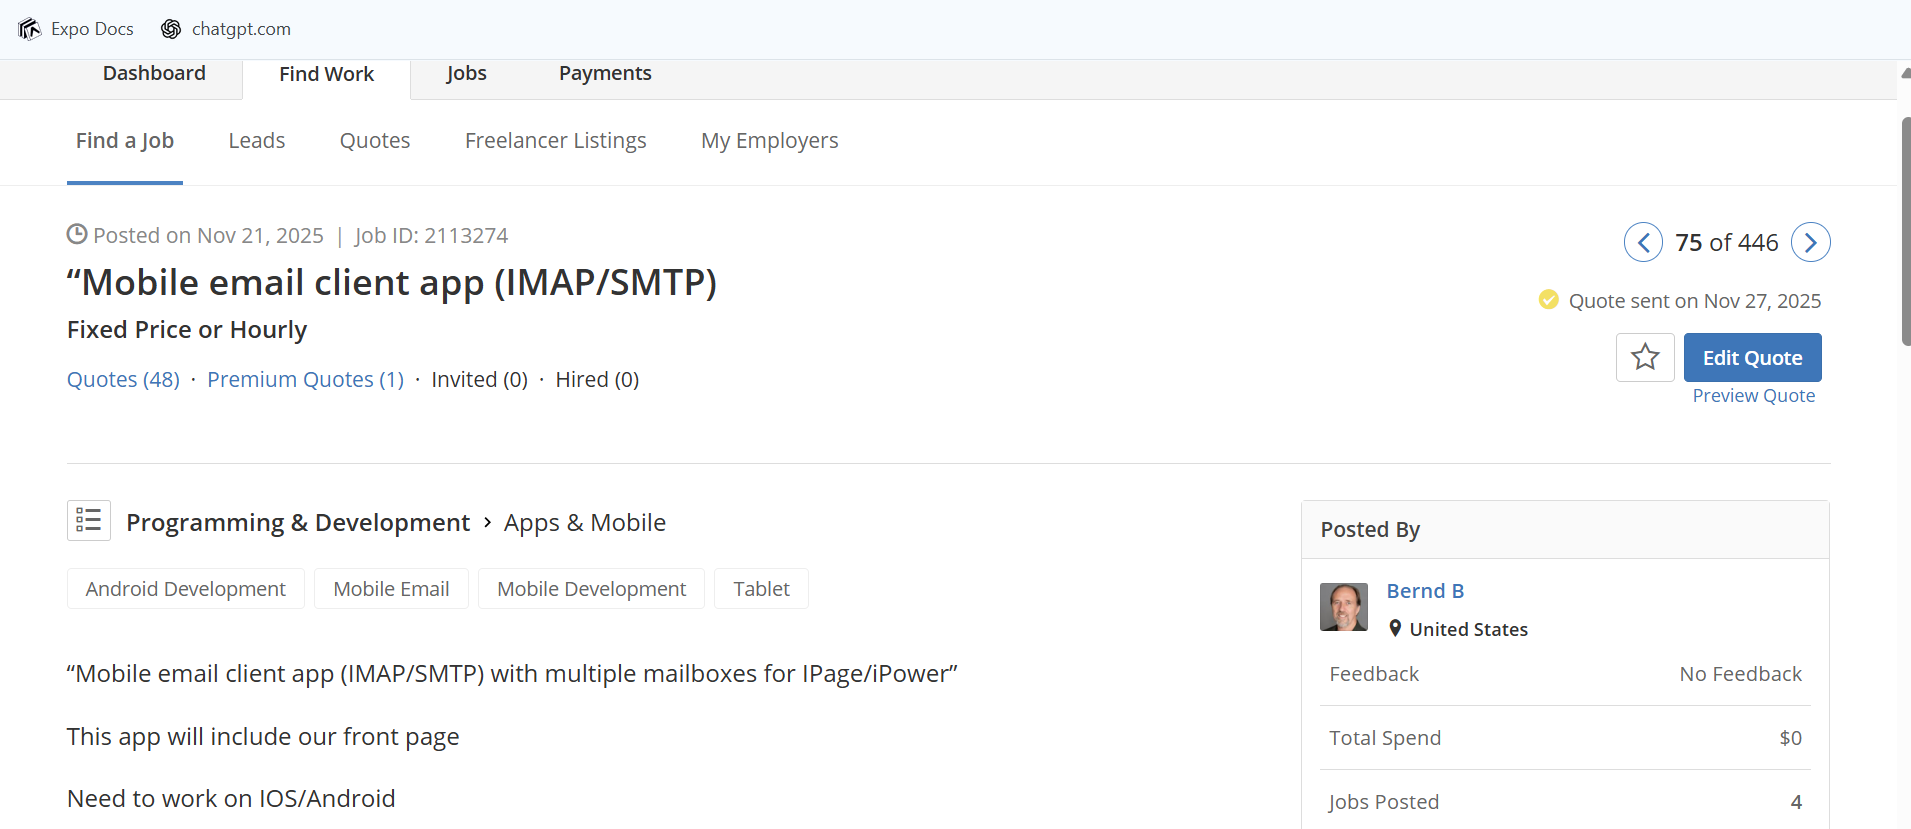 Expo Docs chatgpt.com
Dashboard Find Work Jobs Payments
Find a Job Leads Quotes Freelancer Listings My Employers
Posted on Nov 21, 2025 | Job ID: 2113274
75 of 446
“Mobile email client app (IMAP/SMTP)
Quote sent on Nov 27, 2025
Fixed Price or Hourly
Edit Quote
Quotes (48) · Premium Quotes (1) · Invited (0) · Hired (0)
Preview Quote
Programming & Development › Apps & Mobile
Android Development Mobile Email Mobile Development Tablet
“Mobile email client app (IMAP/SMTP) with multiple mailboxes for IPage/iPower”
This app will include our front page
Need to work on IOS/Android
Posted By
Bernd B
United States
Feedback No Feedback
Total Spend $0
Jobs Posted 4